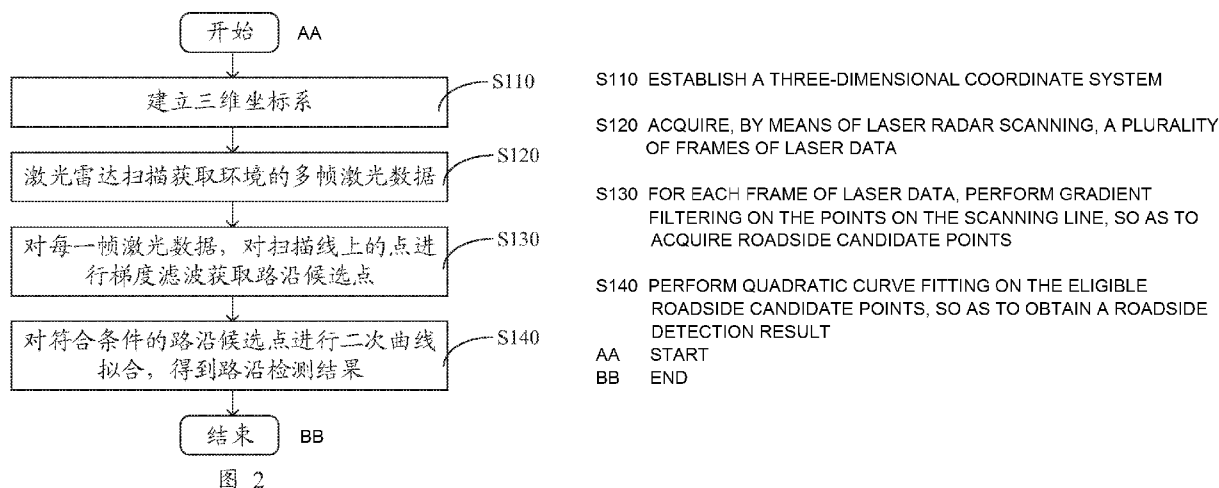 开始 AA
建立三维坐标系 S110
激光雷达扫描获取环境的多帧激光数据 S120
对每一帧激光数据，对扫描线上的点进 S130
行梯度滤波获取路沿候选点
对符合条件的路沿候选点进行二次曲线 S140
拟合，得到路沿检测结果
结束 BB
图 2
S110 ESTABLISH A THREE-DIMENSIONAL COORDINATE SYSTEM
S120 ACQUIRE, BY MEANS OF LASER RADAR SCANNING, A PLURALITY
OF FRAMES OF LASER DATA
S130 FOR EACH FRAME OF LASER DATA, PERFORM GRADIENT
FILTERING ON THE POINTS ON THE SCANNING LINE, SO AS TO
ACQUIRE ROADSIDE CANDIDATE POINTS
S140 PERFORM QUADRATIC CURVE FITTING ON THE ELIGIBLE
ROADSIDE CANDIDATE POINTS, SO AS TO OBTAIN A ROADSIDE
DETECTION RESULT
AA START
BB END